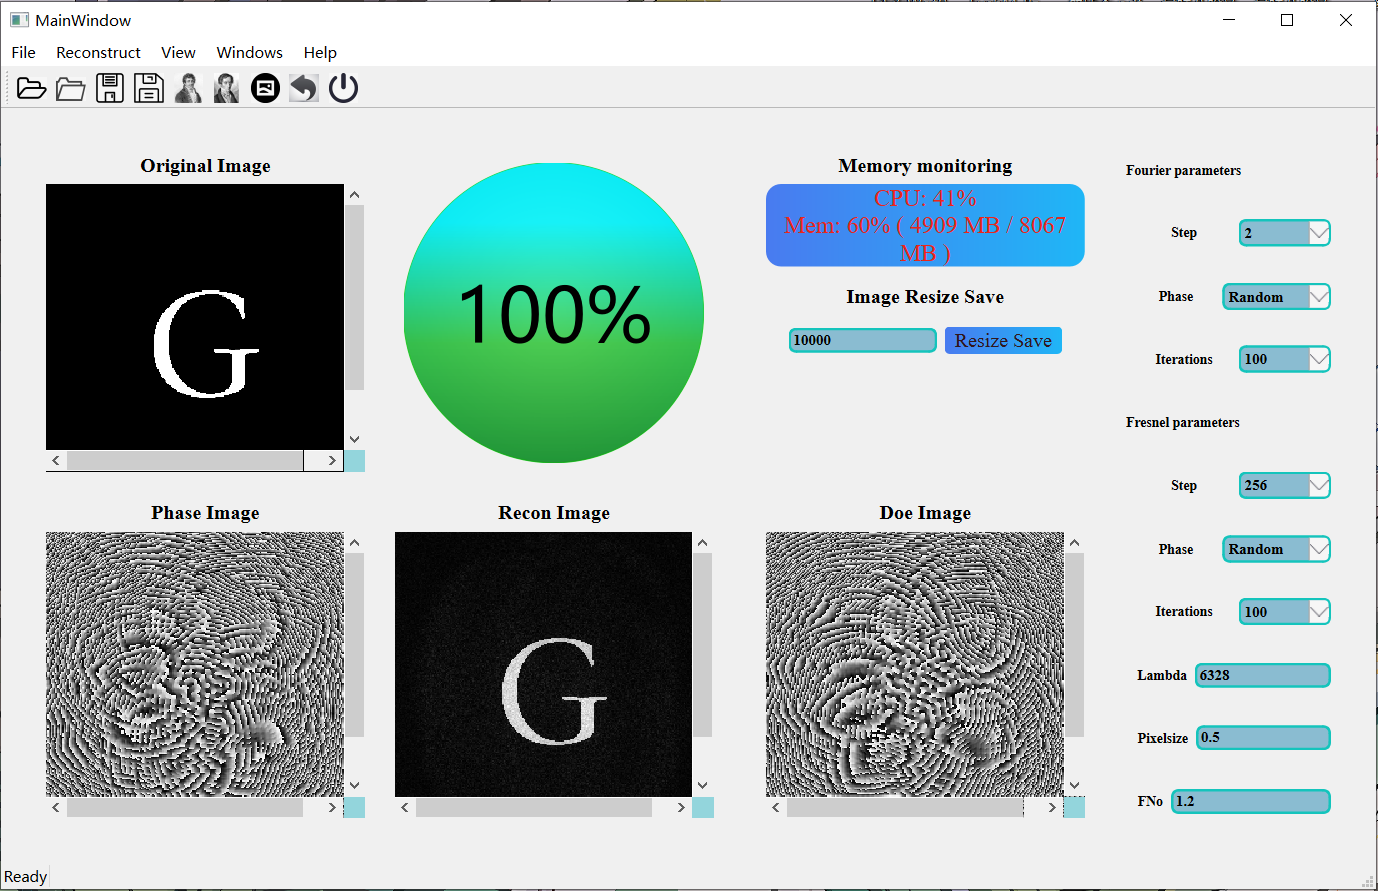 MainWindow
File Reconstruct View Windows Help
Original Image
G
100%
Memory monitoring
CPU: 41%
Mem: 60% ( 4909 MB / 8067
MB )
Image Resize Save
10000 Resize Save
Fourier parameters
Step 2
Phase Random
Iterations 100
Fresnel parameters
Step 256
Phase Random
Iterations 100
Lambda 6328
Pixelsize 0.5
FNo 1.2
Phase Image
Recon Image
G
Doe Image
Ready